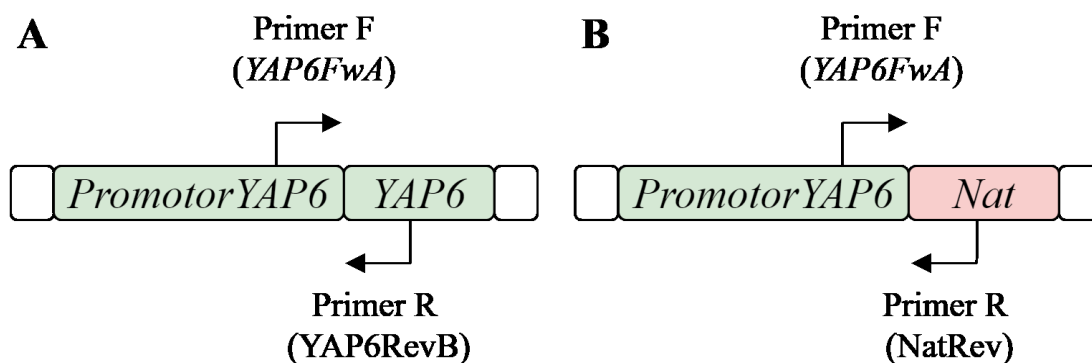 A
Primer F
(YAP6FwA)
PromotorYAP6
YAP6
Primer R
(YAP6RevB)
B
Primer F
(YAP6FwA)
PromotorYAP6
Nat
Primer R
(NatRev)